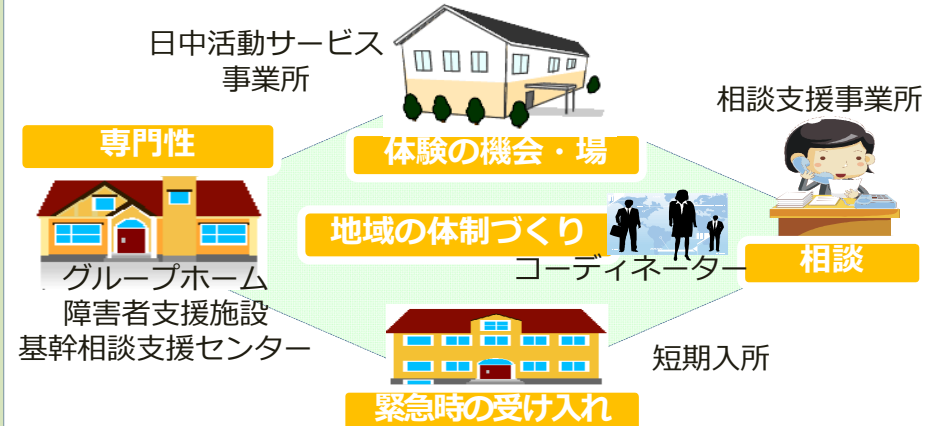 日中活動サービス
事業所
相談支援事業所
専門性
体験の機会・場
地域の体制づくり
コーディネーター
相談
グループホーム
障害者支援施設
基幹相談支援センター
短期入所
緊急時の受け入れ